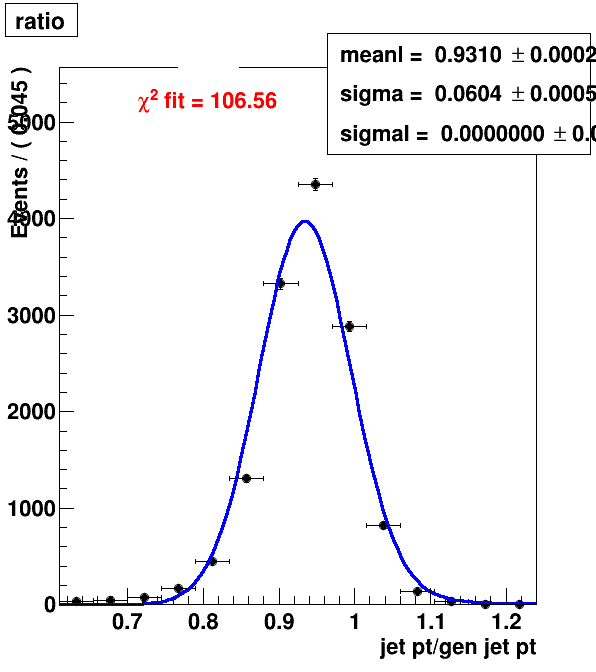 ratio
meanl = 0.9310 ± 0.0002
sigma = 0.0604 ± 0.0005
sigmal = 0.0000000 ± 0.0
χ² fit = 106.56
Events / ( 0.045 )
5000
4000
3000
2000
1000
0
0.7 0.8 0.9 1 1.1 1.2
jet pt/gen jet pt